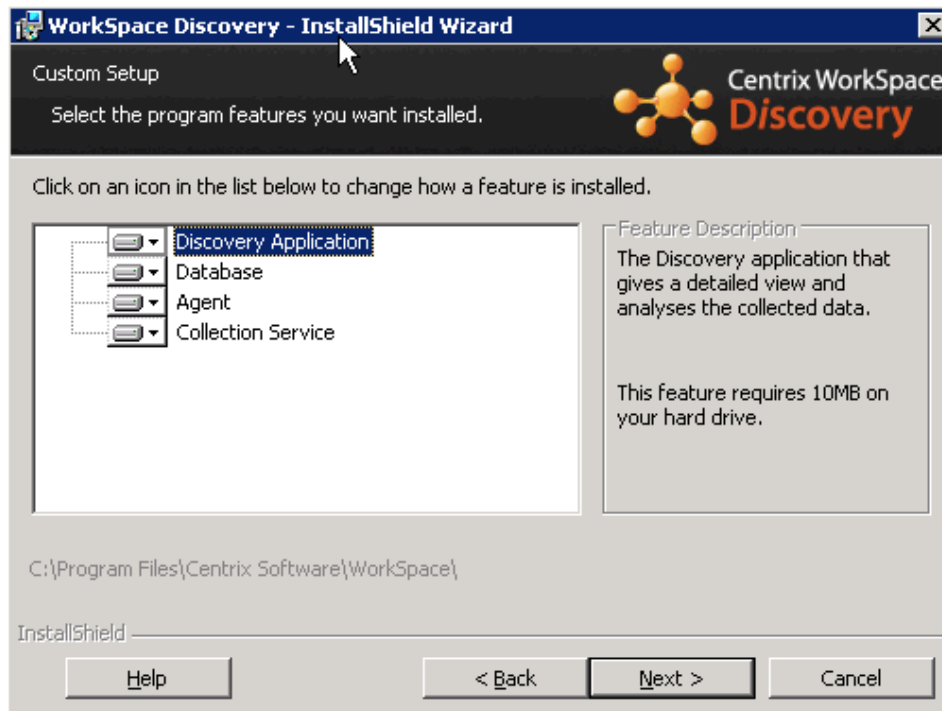 WorkSpace Discovery - InstallShield Wizard
Custom Setup
Select the program features you want installed.
Centrix WorkSpace
Discovery
Click on an icon in the list below to change how a feature is installed.
Discovery Application
Database
Agent
Collection Service
Feature Description
The Discovery application that
gives a detailed view and
analyses the collected data.
This feature requires 10MB on
your hard drive.
C:\Program Files\Centrix Software\WorkSpace\
InstallShield
Help
< Back
Next >
Cancel